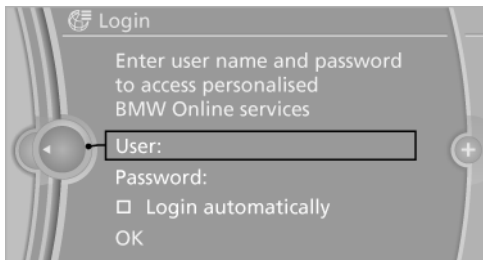 Login
Enter user name and password
to access personalised
BMW Online services
User:
Password:
Login automatically
OK